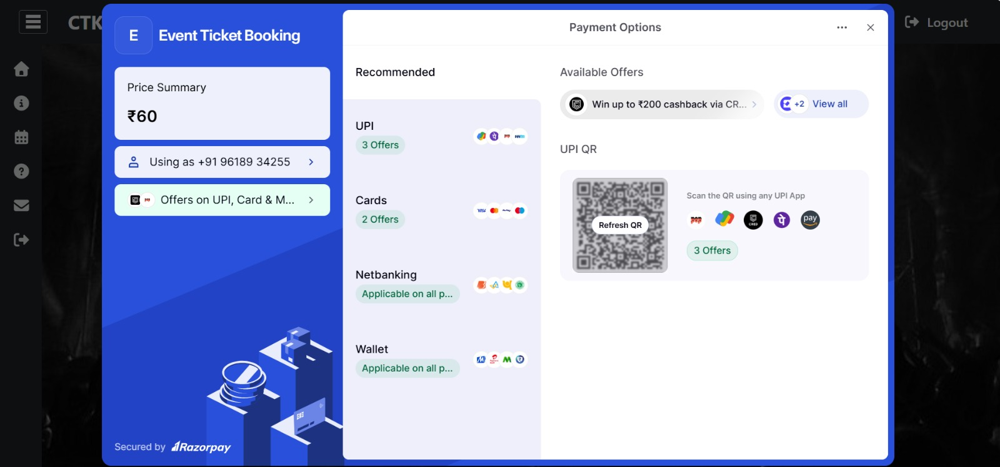 CTK
Logout
E
Event Ticket Booking
Price Summary
₹60
Using as +91 96189 34255
Offers on UPI, Card & M...
Secured by Razorpay
Payment Options
Recommended
UPI
3 Offers
Cards
2 Offers
VISA
Netbanking
Applicable on all p...
Wallet
Applicable on all p...
Available Offers
Win up to ₹200 cashback via CR...
+2 View all
UPI QR
Refresh QR
Scan the QR using any UPI App
CRED
pay
3 Offers